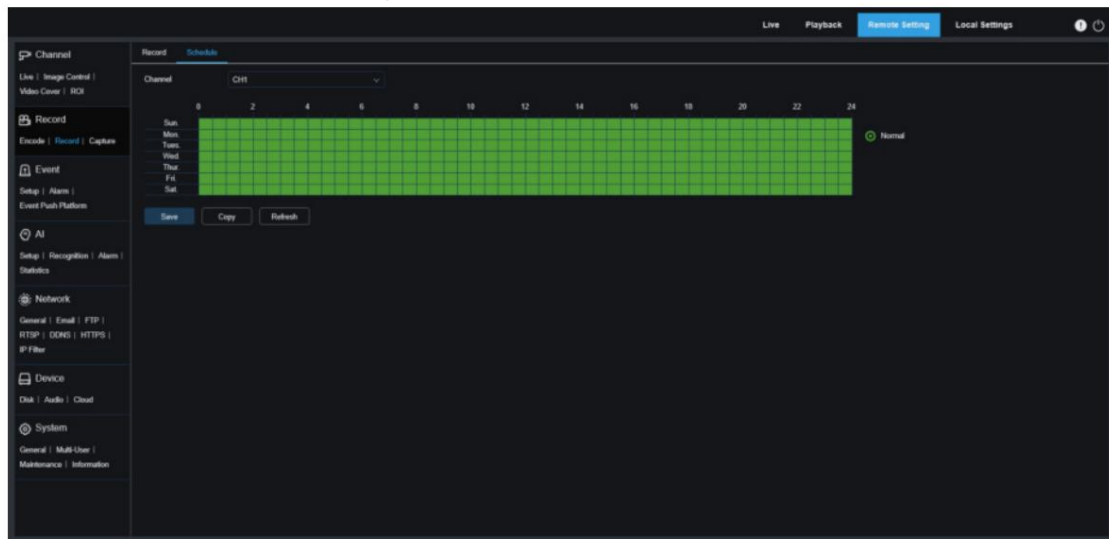 Live Playback Remote Setting Local Settings
Channel
Live | Image Control |
Video Cover | ROI
Record
Encode | Record | Capture
Event
Setup | Alarm |
Event Push Platform
AI
Setup | Recognition | Alarm |
Statistics
Network
General | Email | FTP |
RTSP | DDNS | HTTPS |
IP Filter
Device
Disk | Audio | Cloud
System
General | Multi-User |
Maintenance | Information
Record Schedule
Channel CH1
0 2 4 6 8 10 12 14 16 18 20 22 24
Sun.
Mon.
Tues.
Wed.
Thur.
Fri.
Sat.
Normal
Save Copy Refresh